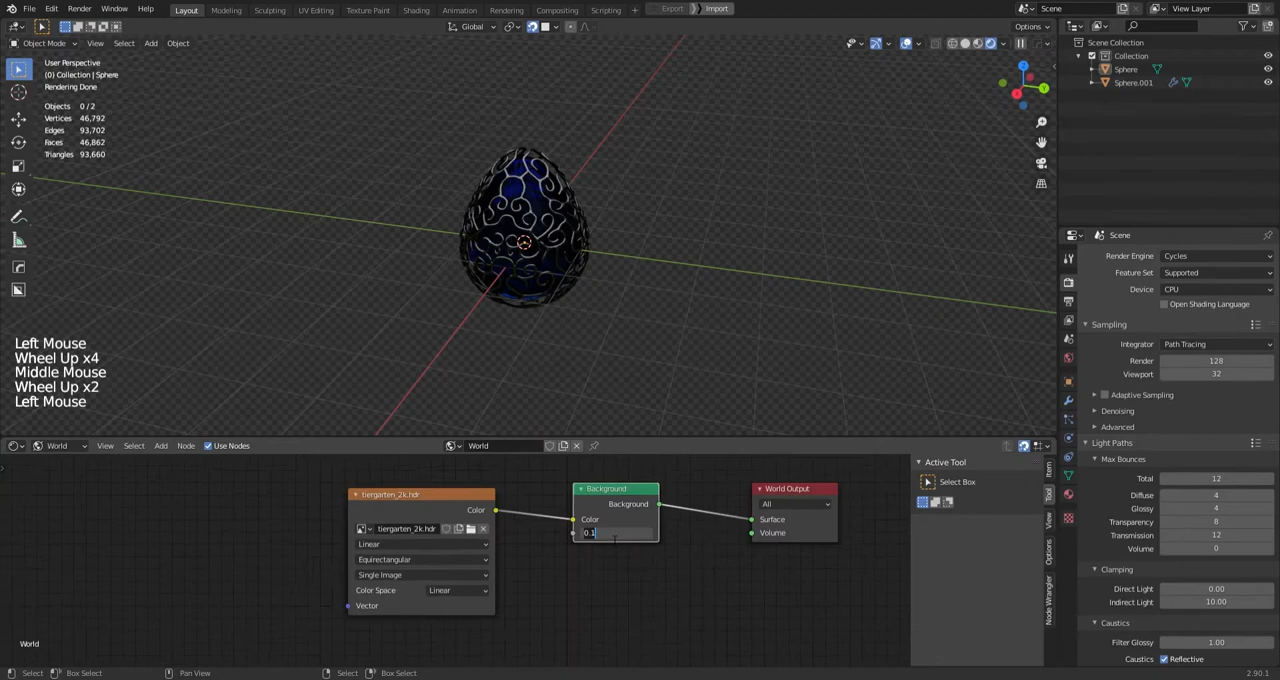 File Edit Render Window Help Layout Modeling Sculpting UV Editing Texture Paint Shading Animation Rendering Compositing Scripting + Export Import Scene View Layer
Global Options
Object Mode View Select Add Object
User Perspective
(0) Collection | Sphere
Rendering Done
Objects 0/2
Vertices 46,792
Edges 93,702
Faces 46,862
Triangles 93,660
Z
Y
X
Left Mouse
Wheel Up x4
Middle Mouse
Wheel Up x2
Left Mouse
Scene Collection
Collection
Sphere
Sphere.001
Scene
Render Engine Cycles
Feature Set Supported
Device CPU
Open Shading Language
Sampling
Integrator Path Tracing
Render 128
Viewport 32
Adaptive Sampling
Denoising
Advanced
Light Paths
Max Bounces
Total 12
Diffuse 4
Glossy 4
Transparency 8
Transmission 12
Volume 0
Clamping
Direct Light 0.00
Indirect Light 10.00
Caustics
Filter Glossy 1.00
Caustics Reflective
World View Select Add Node Use Nodes World
tiergarten_2k.hdr
Color
tiergarten_2k.hdr
Linear
Equirectangular
Single Image
Color Space Linear
Vector
Background
Background
Color
0.1
World Output
All
Surface
Volume
Active Tool
Select Box
Item
Tool
View
Options
Node Wrangler
World
Select Box Select Pan View Select Box Select 2.90.1